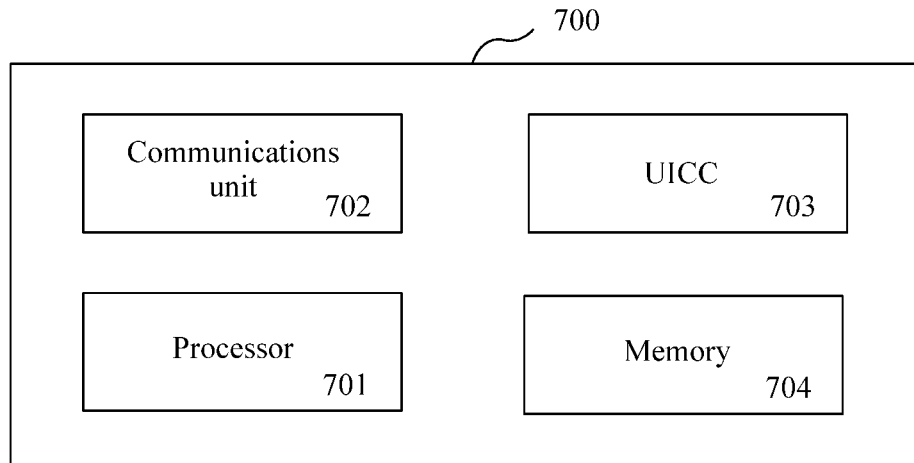 700
Communications
unit
702
UICC
703
Processor
701
Memory
704